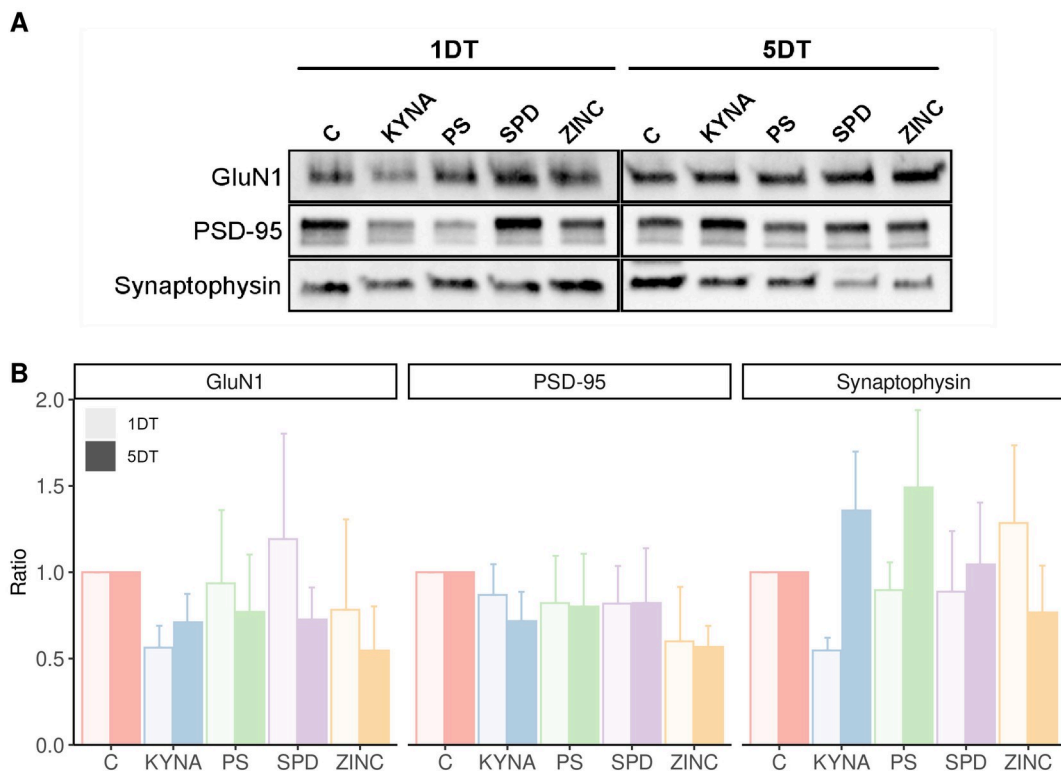 A
1DT 5DT
C KYNA PS SPD ZINC C KYNA PS SPD ZINC
GluN1
PSD-95
Synaptophysin
B
GluN1 PSD-95 Synaptophysin
2.0
1DT
5DT
1.5
1.0
0.5
0.0
Ratio
C KYNA PS SPD ZINC C KYNA PS SPD ZINC C KYNA PS SPD ZINC